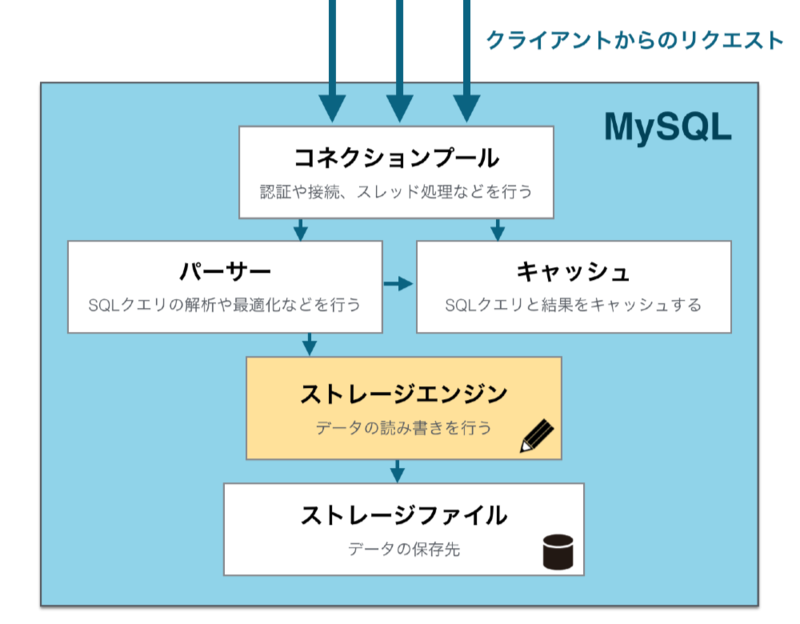 クライアントからのリクエスト
MySQL
コネクションプール
認証や接続、スレッド処理などを行う
パーサー
SQLクエリの解析や最適化などを行う
キャッシュ
SQLクエリと結果をキャッシュする
ストレージエンジン
データの読み書きを行う
ストレージファイル
データの保存先